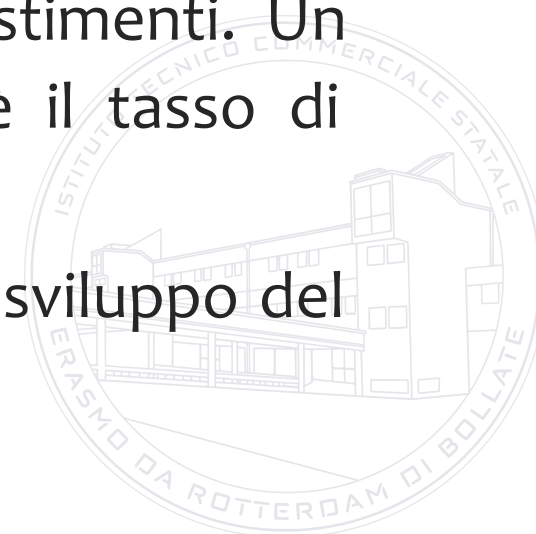 stimenti. Un
è il tasso di
sviluppo del
ISTITUTO TECNICO COMMERCIALE STATALE
ERASMO DA ROTTERDAM DI BOLLATE